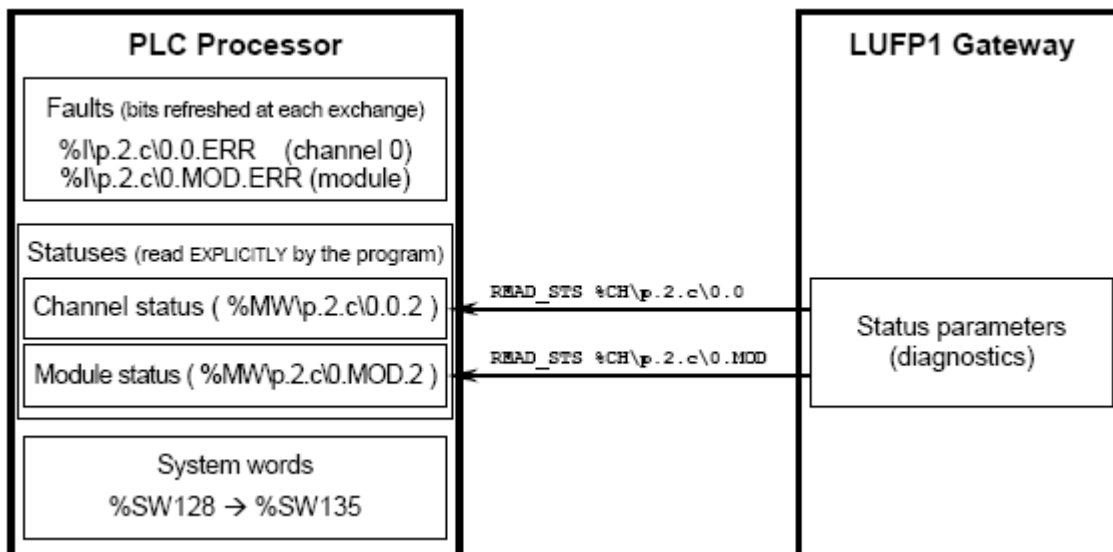 PLC Processor
Faults (bits refreshed at each exchange)
%I\p.2.c\0.0.ERR (channel 0)
%I\p.2.c\0.MOD.ERR (module)
Statuses (read EXPLICITLY by the program)
Channel status ( %MW\p.2.c\0.0.2 )
Module status ( %MW\p.2.c\0.MOD.2 )
System words
%SW128 → %SW135
READ_STS %CH\p.2.c\0.0
READ_STS %CH\p.2.c\0.MOD
LUFP1 Gateway
Status parameters
(diagnostics)